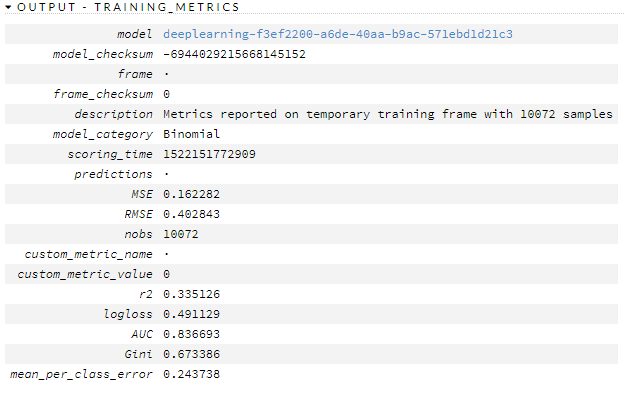 OUTPUT - TRAINING_METRICS
model deeplearning-f3ef2200-a6de-40aa-b9ac-571ebd1d21c3
model_checksum -6944029215668145152
frame ·
frame_checksum 0
description Metrics reported on temporary training frame with 10072 samples
model_category Binomial
scoring_time 1522151772909
predictions ·
MSE 0.162282
RMSE 0.402843
nobs 10072
custom_metric_name ·
custom_metric_value 0
r2 0.335126
logloss 0.491129
AUC 0.836693
Gini 0.673386
mean_per_class_error 0.243738